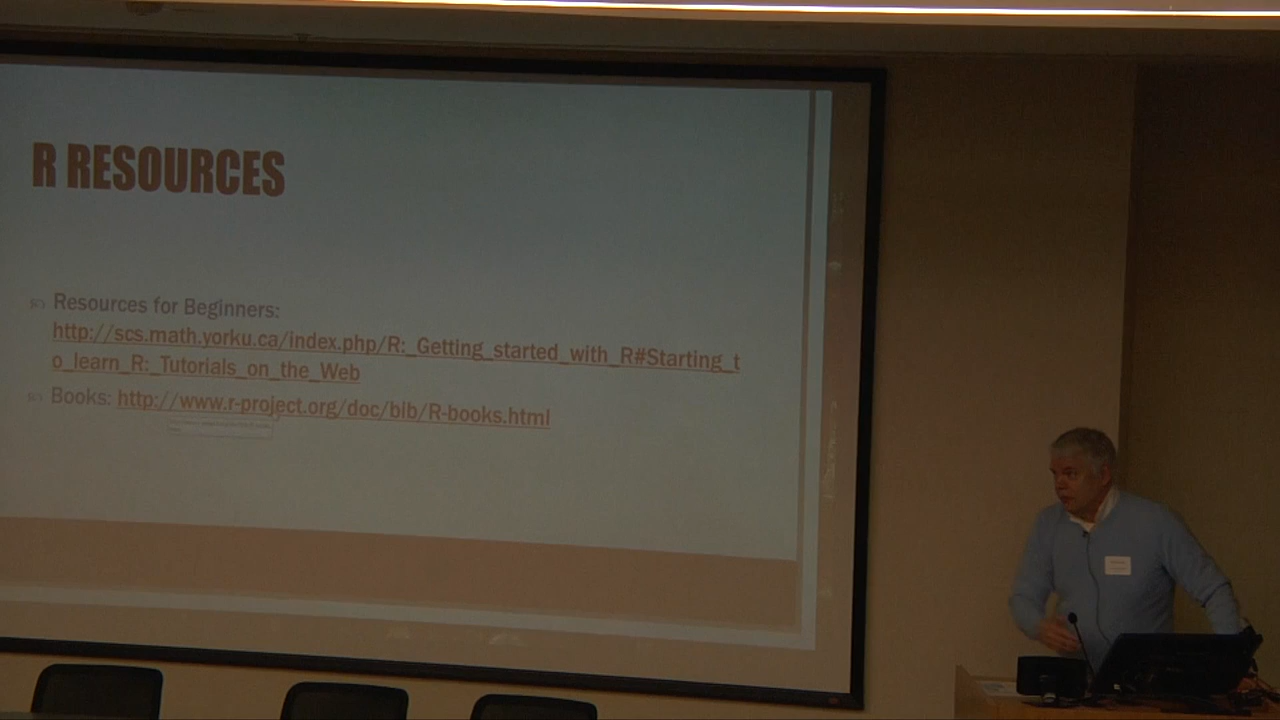 R RESOURCES
Resources for Beginners:
http://scs.math.yorku.ca/index.php/R:_Getting_started_with_R#Starting_t
o_learn_R:_Tutorials_on_the_Web
Books: http://www.r-project.org/doc/bib/R-books.html